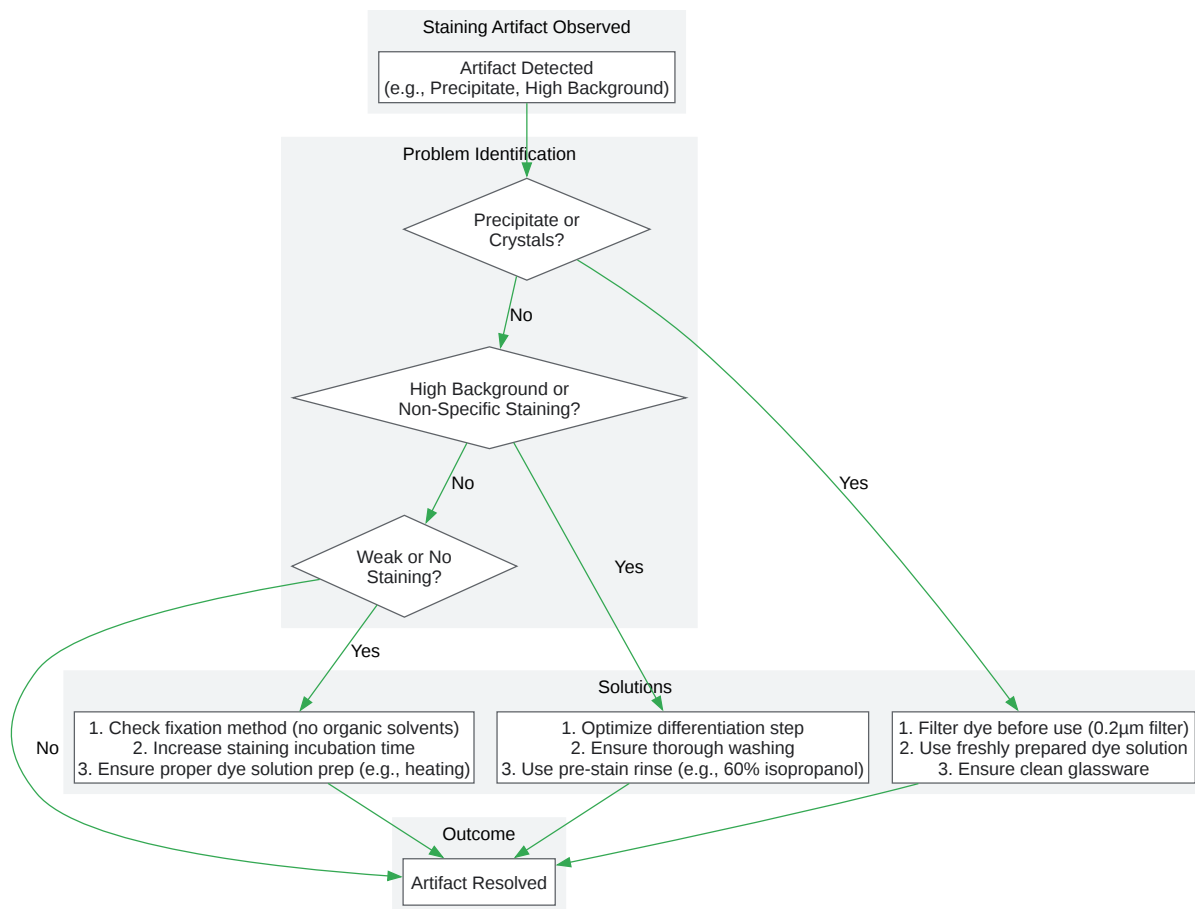 Staining Artifact Observed
Artifact Detected
(e.g., Precipitate, High Background)
Problem Identification
Precipitate or
Crystals?
No
High Background or
Non-Specific Staining?
No
Yes
Weak or No
Staining?
Yes
Yes
No
Solutions
1. Check fixation method (no organic solvents)
2. Increase staining incubation time
3. Ensure proper dye solution prep (e.g., heating)
1. Optimize differentiation step
2. Ensure thorough washing
3. Use pre-stain rinse (e.g., 60% isopropanol)
1. Filter dye before use (0.2µm filter)
2. Use freshly prepared dye solution
3. Ensure clean glassware
Outcome
Artifact Resolved